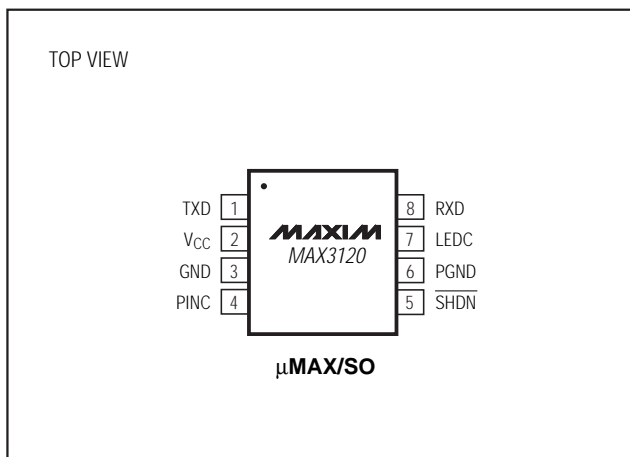 TOP VIEW
TXD 1
VCC 2
GND 3
PINC 4
MAXIM
MAX3120
8 RXD
7 LEDC
6 PGND
5 SHDN
µMAX/SO